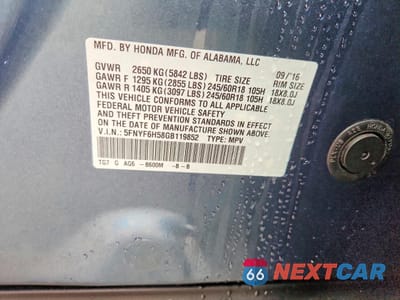 MFD. BY HONDA MFG. OF ALABAMA, LLC
GVWR 2650 KG (5842 LBS) TIRE SIZE 09/'16 RIM SIZE
GAWR F 1295 KG (2855 LBS) 245/60R18 105H 18X8.0J
GAWR R 1405 KG (3097 LBS) 245/60R18 105H 18X8.0J
THIS VEHICLE CONFORMS TO ALL APPLICABLE
FEDERAL MOTOR VEHICLE SAFETY AND
THEFT PREVENTION STANDARDS IN EFFECT ON
THE DATE OF MANUFACTURE SHOWN ABOVE.
V.I.N.: 5FNYF6H58GB119852 TYPE: MPV
TG7 G AG6 -B600M -B-B
66 NEXTCAR